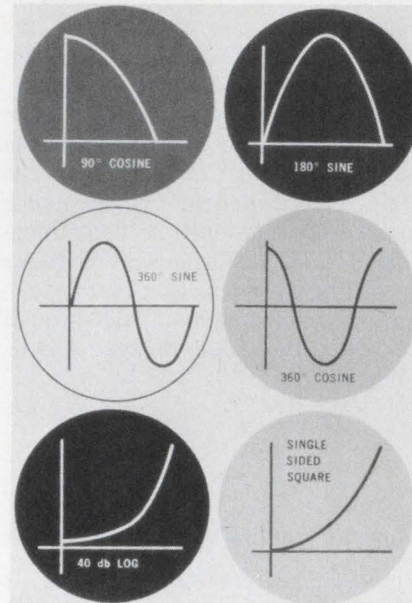 90° COSINE
180° SINE
360° SINE
360° COSINE
40 db LOG
SINGLE
SIDED
SQUARE